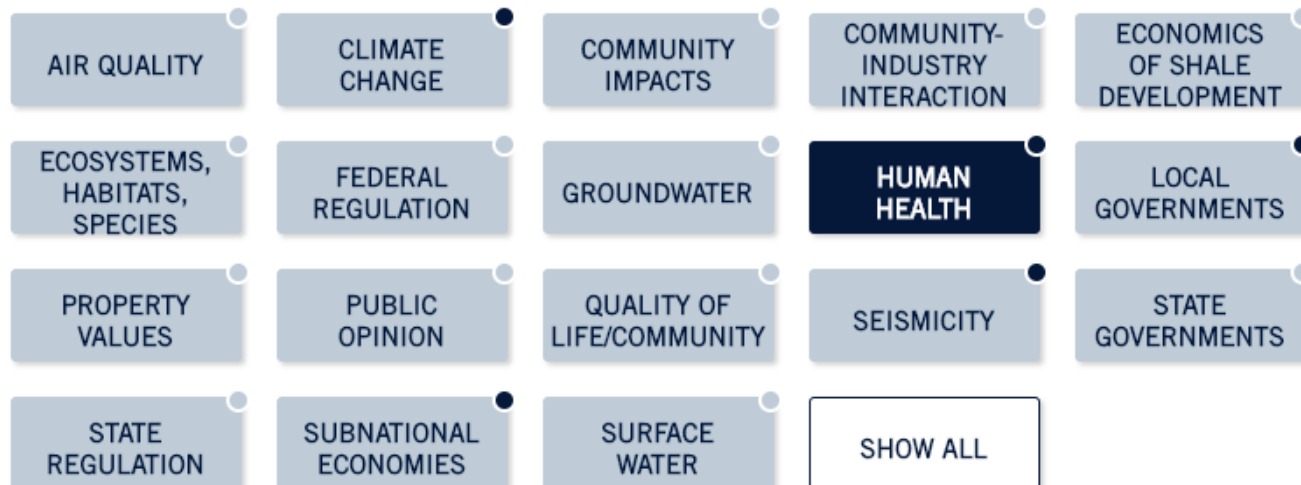 AIR QUALITY
CLIMATE
CHANGE
COMMUNITY
IMPACTS
COMMUNITY-
INDUSTRY
INTERACTION
ECONOMICS
OF SHALE
DEVELOPMENT
ECOSYSTEMS,
HABITATS,
SPECIES
FEDERAL
REGULATION
GROUNDWATER
HUMAN
HEALTH
LOCAL
GOVERNMENTS
PROPERTY
VALUES
PUBLIC
OPINION
QUALITY OF
LIFE/COMMUNITY
SEISMICITY
STATE
GOVERNMENTS
STATE
REGULATION
SUBNATIONAL
ECONOMIES
SURFACE
WATER
SHOW ALL